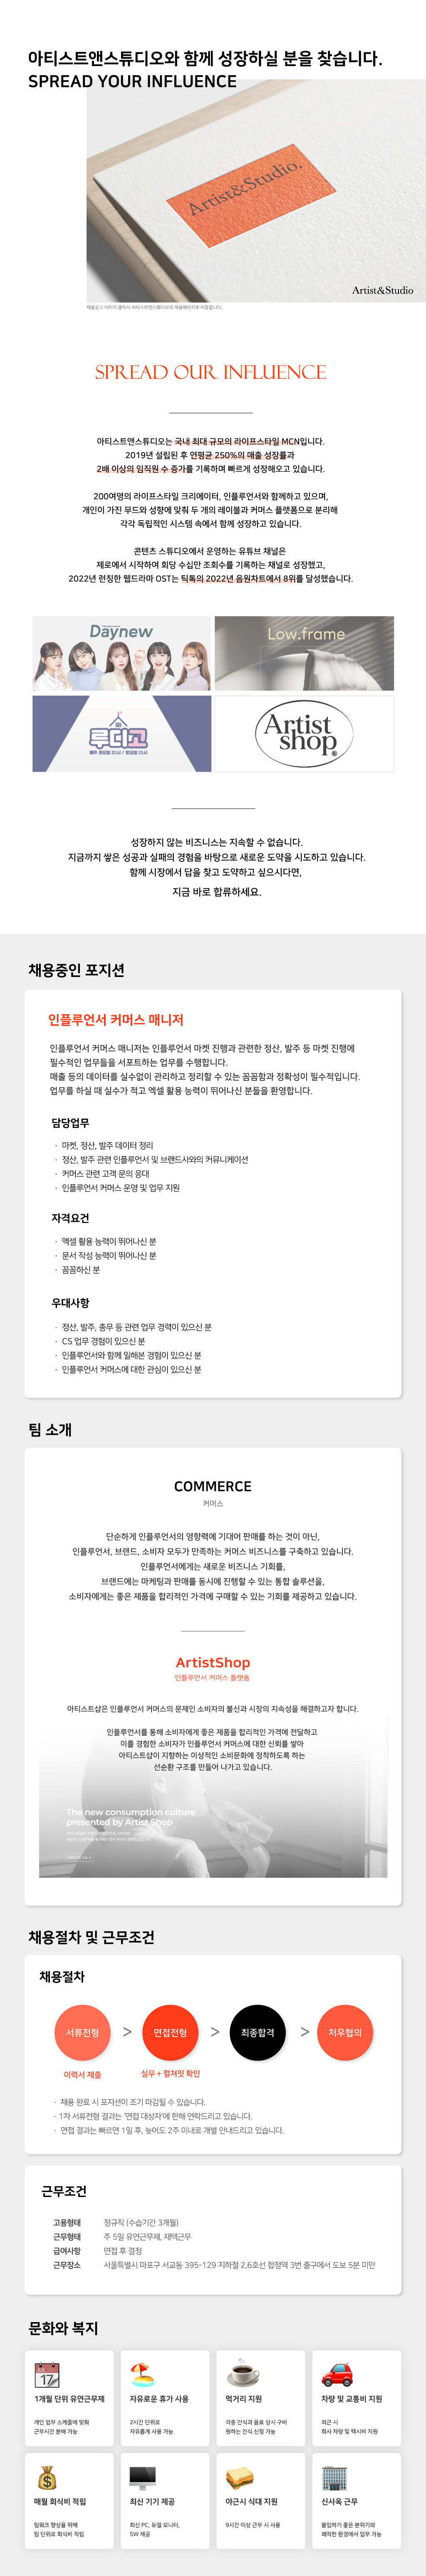 아티스트앤스튜디오와 함께 성장하실 분을 찾습니다.
SPREAD YOUR INFLUENCE
Artist&Studio.
Artist&Studio
채용공고 이미지 클릭시 아티스트앤스튜디오의 채용페이지로 이동합니다.
SPREAD OUR INFLUENCE
아티스트앤스튜디오는 국내 최대 규모의 라이프스타일 MCN입니다.
2019년 설립된 후 연평균 250%의 매출 성장률과
2배 이상의 임직원 수 증가를 기록하며 빠르게 성장해오고 있습니다.
200여명의 라이프스타일 크리에이터, 인플루언서와 함께하고 있으며,
개인이 가진 무드와 성향에 맞춰 두 개의 레이블과 커머스 플랫폼으로 분리해
각각 독립적인 시스템 속에서 함께 성장하고 있습니다.
콘텐츠 스튜디오에서 운영하는 유튜브 채널은
제로에서 시작하여 회당 수십만 조회수를 기록하는 채널로 성장했고,
2022년 런칭한 웹드라마 OST는 틱톡의 2022년 음원차트에서 8위를 달성했습니다.
Daynew
Low.frame
루디고
매주 수요일
Artist
shop
성장하지 않는 비즈니스는 지속할 수 없습니다.
지금까지 쌓은 성공과 실패의 경험을 바탕으로 새로운 도약을 시도하고 있습니다.
함께 시장에서 답을 찾고 도약하고 싶으시다면,
지금 바로 합류하세요.
채용중인 포지션
인플루언서 커머스 매니저
인플루언서 커머스 매니저는 인플루언서 마켓 진행과 관련한 정산, 발주 등 마켓 진행에
필수적인 업무들을 서포트하는 업무를 수행합니다.
매출 등의 데이터를 실수없이 관리하고 정리할 수 있는 꼼꼼함과 정확성이 필수적입니다.
업무를 하실 때 실수가 적고 엑셀 활용 능력이 뛰어나신 분들을 환영합니다.
담당업무
· 마켓, 정산, 발주 데이터 정리
· 정산, 발주 관련 인플루언서 및 브랜드사와의 커뮤니케이션
· 커머스 관련 고객 문의 응대
· 인플루언서 커머스 운영 및 업무 지원
자격요건
· 엑셀 활용 능력이 뛰어나신 분
· 문서 작성 능력이 뛰어나신 분
· 꼼꼼하신 분
우대사항
· 정산, 발주, 총무 등 관련 업무 경력이 있으신 분
· CS 업무 경험이 있으신 분
· 인플루언서와 함께 일해본 경험이 있으신 분
· 인플루언서 커머스에 대한 관심이 있으신 분
팀 소개
COMMERCE
커머스
단순하게 인플루언서의 영향력에 기대어 판매를 하는 것이 아닌,
인플루언서, 브랜드, 소비자 모두가 만족하는 커머스 비즈니스를 구축하고 있습니다.
인플루언서에게는 새로운 비즈니스 기회를,
브랜드에는 마케팅과 판매를 동시에 진행할 수 있는 통합 솔루션을,
소비자에게는 좋은 제품을 합리적인 가격에 구매할 수 있는 기회를 제공하고 있습니다.
ArtistShop
인플루언서 커머스 플랫폼
아티스트샵은 인플루언서 커머스의 문제인 소비자의 불신과 시장의 지속성을 해결하고자 합니다.
인플루언서를 통해 소비자에게 좋은 제품을 합리적인 가격에 전달하고
이를 경험한 소비자가 인플루언서 커머스에 대한 신뢰를 쌓아
아티스트샵이 지향하는 이상적인 소비문화에 정착하도록 하는
선순환 구조를 만들어 나가고 있습니다.
The new consumption culture
presented by Artist Shop
채용절차 및 근무조건
채용절차
서류전형 > 면접전형 > 최종합격 > 처우협의
이력서 제출 실무 + 컬쳐핏 확인
· 채용 완료 시 포지션이 조기 마감될 수 있습니다.
· 1차 서류전형 결과는 '면접 대상자'에 한해 연락드리고 있습니다.
· 면접 결과는 빠르면 1일 후, 늦어도 2주 이내로 개별 안내드리고 있습니다.
근무조건
고용형태 정규직 (수습기간 3개월)
근무형태 주 5일 유연근무제, 재택근무
급여사항 면접 후 결정
근무장소 서울특별시 마포구 서교동 395-129 지하철 2,6호선 합정역 3번 출구에서 도보 5분 미만
문화와 복지
17
1개월 단위 유연근무제
개인 업무 스케줄에 맞춰
근무시간 분배 가능
자유로운 휴가 사용
2시간 단위로
자유롭게 사용 가능
먹거리 지원
각종 간식과 음료 상시 구비
원하는 간식 신청 가능
차량 및 교통비 지원
외근 시
회사 차량 및 택시비 지원
매월 회식비 적립
팀워크 향상을 위해
팀 단위로 회식비 적립
최신 기기 제공
최신 PC, 듀얼 모니터,
SW 제공
야근시 식대 지원
9시간 이상 근무 시 사용
신사옥 근무
몰입하기 좋은 분위기와
쾌적한 환경에서 업무 가능